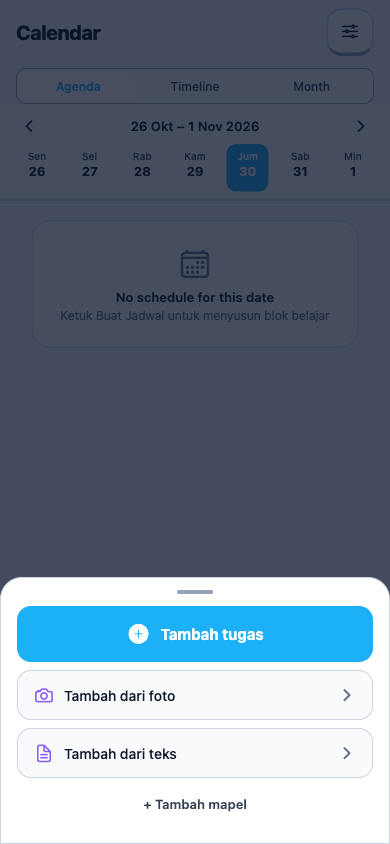 Calendar
Agenda Timeline Month
26 Okt – 1 Nov 2026
Sen Sel Rab Kam Jum Sab Min
26 27 28 29 30 31 1
No schedule for this date
Ketuk Buat Jadwal untuk menyusun blok belajar
Tambah tugas
Tambah dari foto
Tambah dari teks
+ Tambah mapel